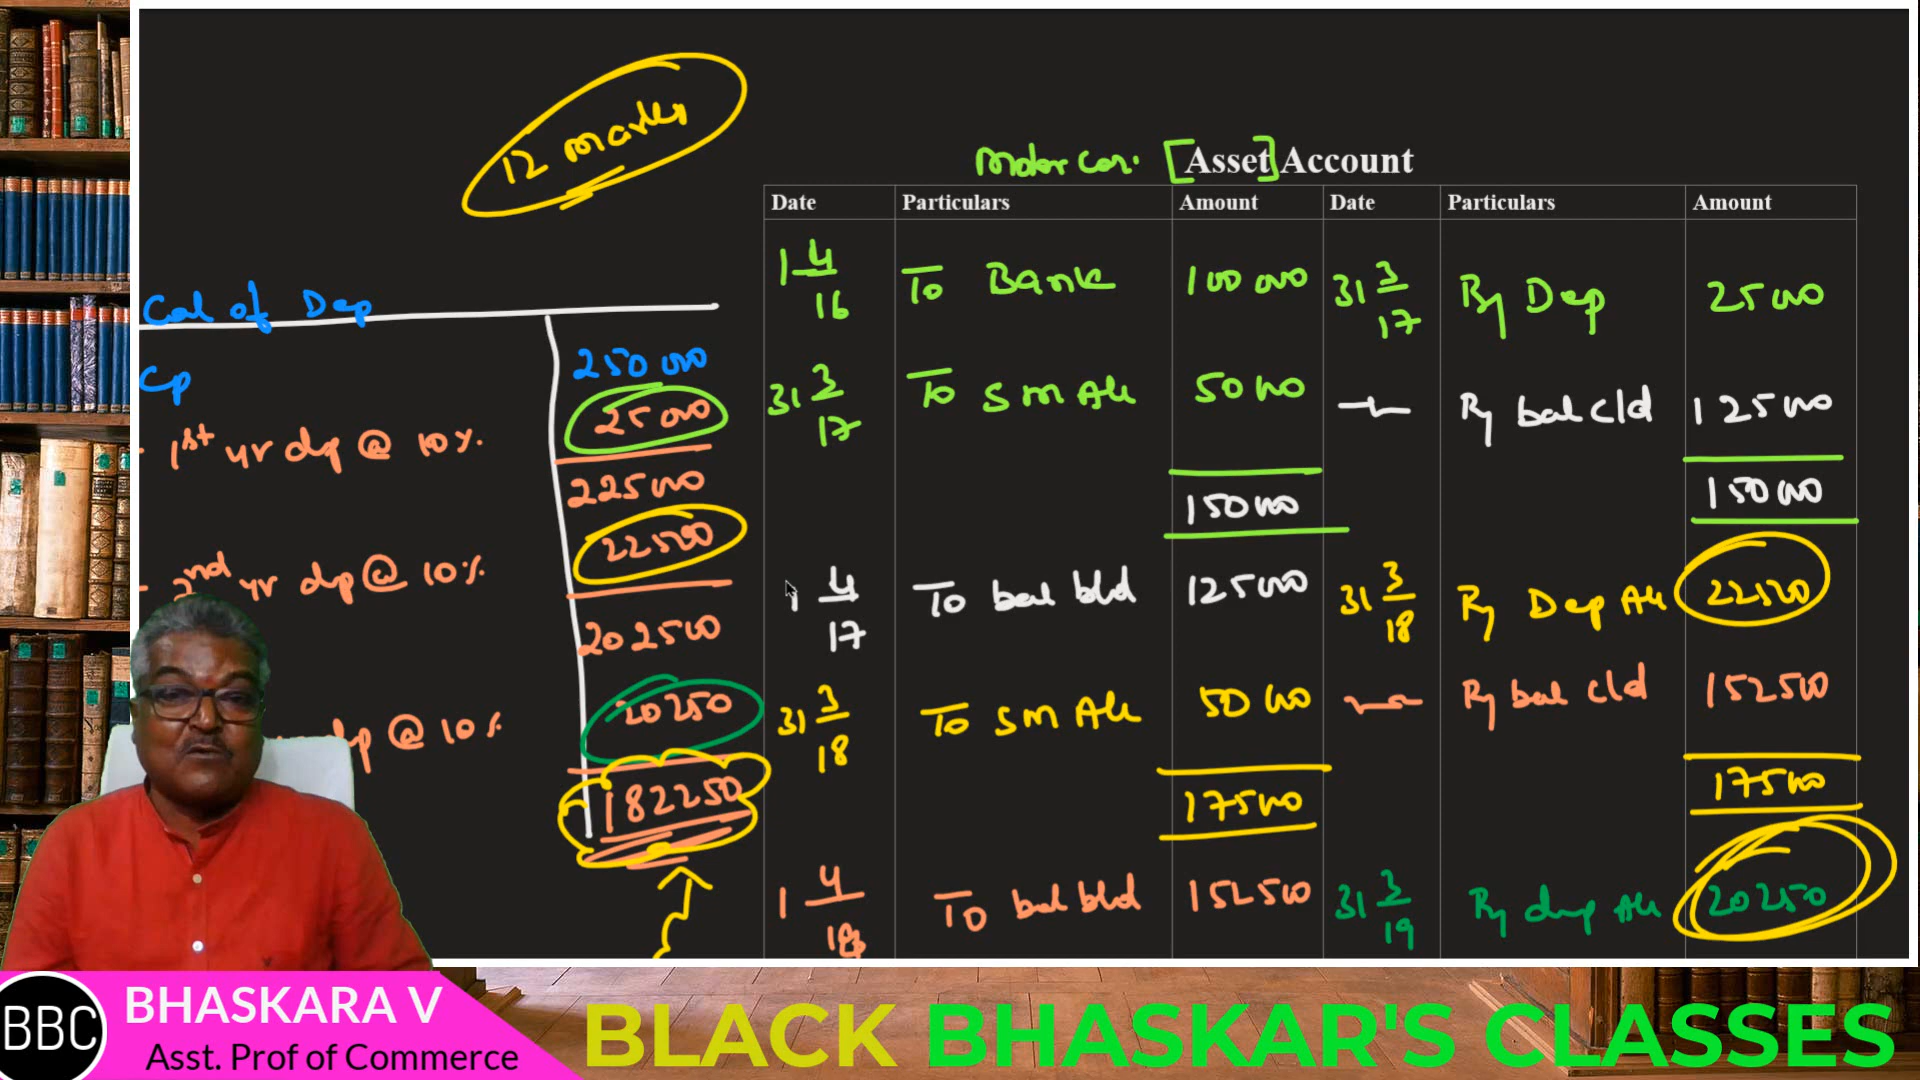 12 marks
Motor Car. [Asset] Account
Date Particulars Amount Date Particulars Amount
1 4/16 To Bank 100000 31 3/17 By Dep 25000
31 3/17 To SM A/c 50000 By bal c/d 125000
150000 150000
1 4/17 To bal b/d 125000 31 3/18 By Dep A/c 22500
31 3/18 To SM A/c 50000 By bal c/d 152500
175000 175000
1 4/18 To bal b/d 152500 31 3/19 By dep A/c 20250
Cal of Dep
Cp 250000
- 1st yr dep @ 10%. 25000
225000
- 2nd yr dep @ 10% 22500
202500
dep @ 10% 20250
182250
BBC
BHASKARA V
Asst. Prof of Commerce
BLACK BHASKAR'S CLASSES